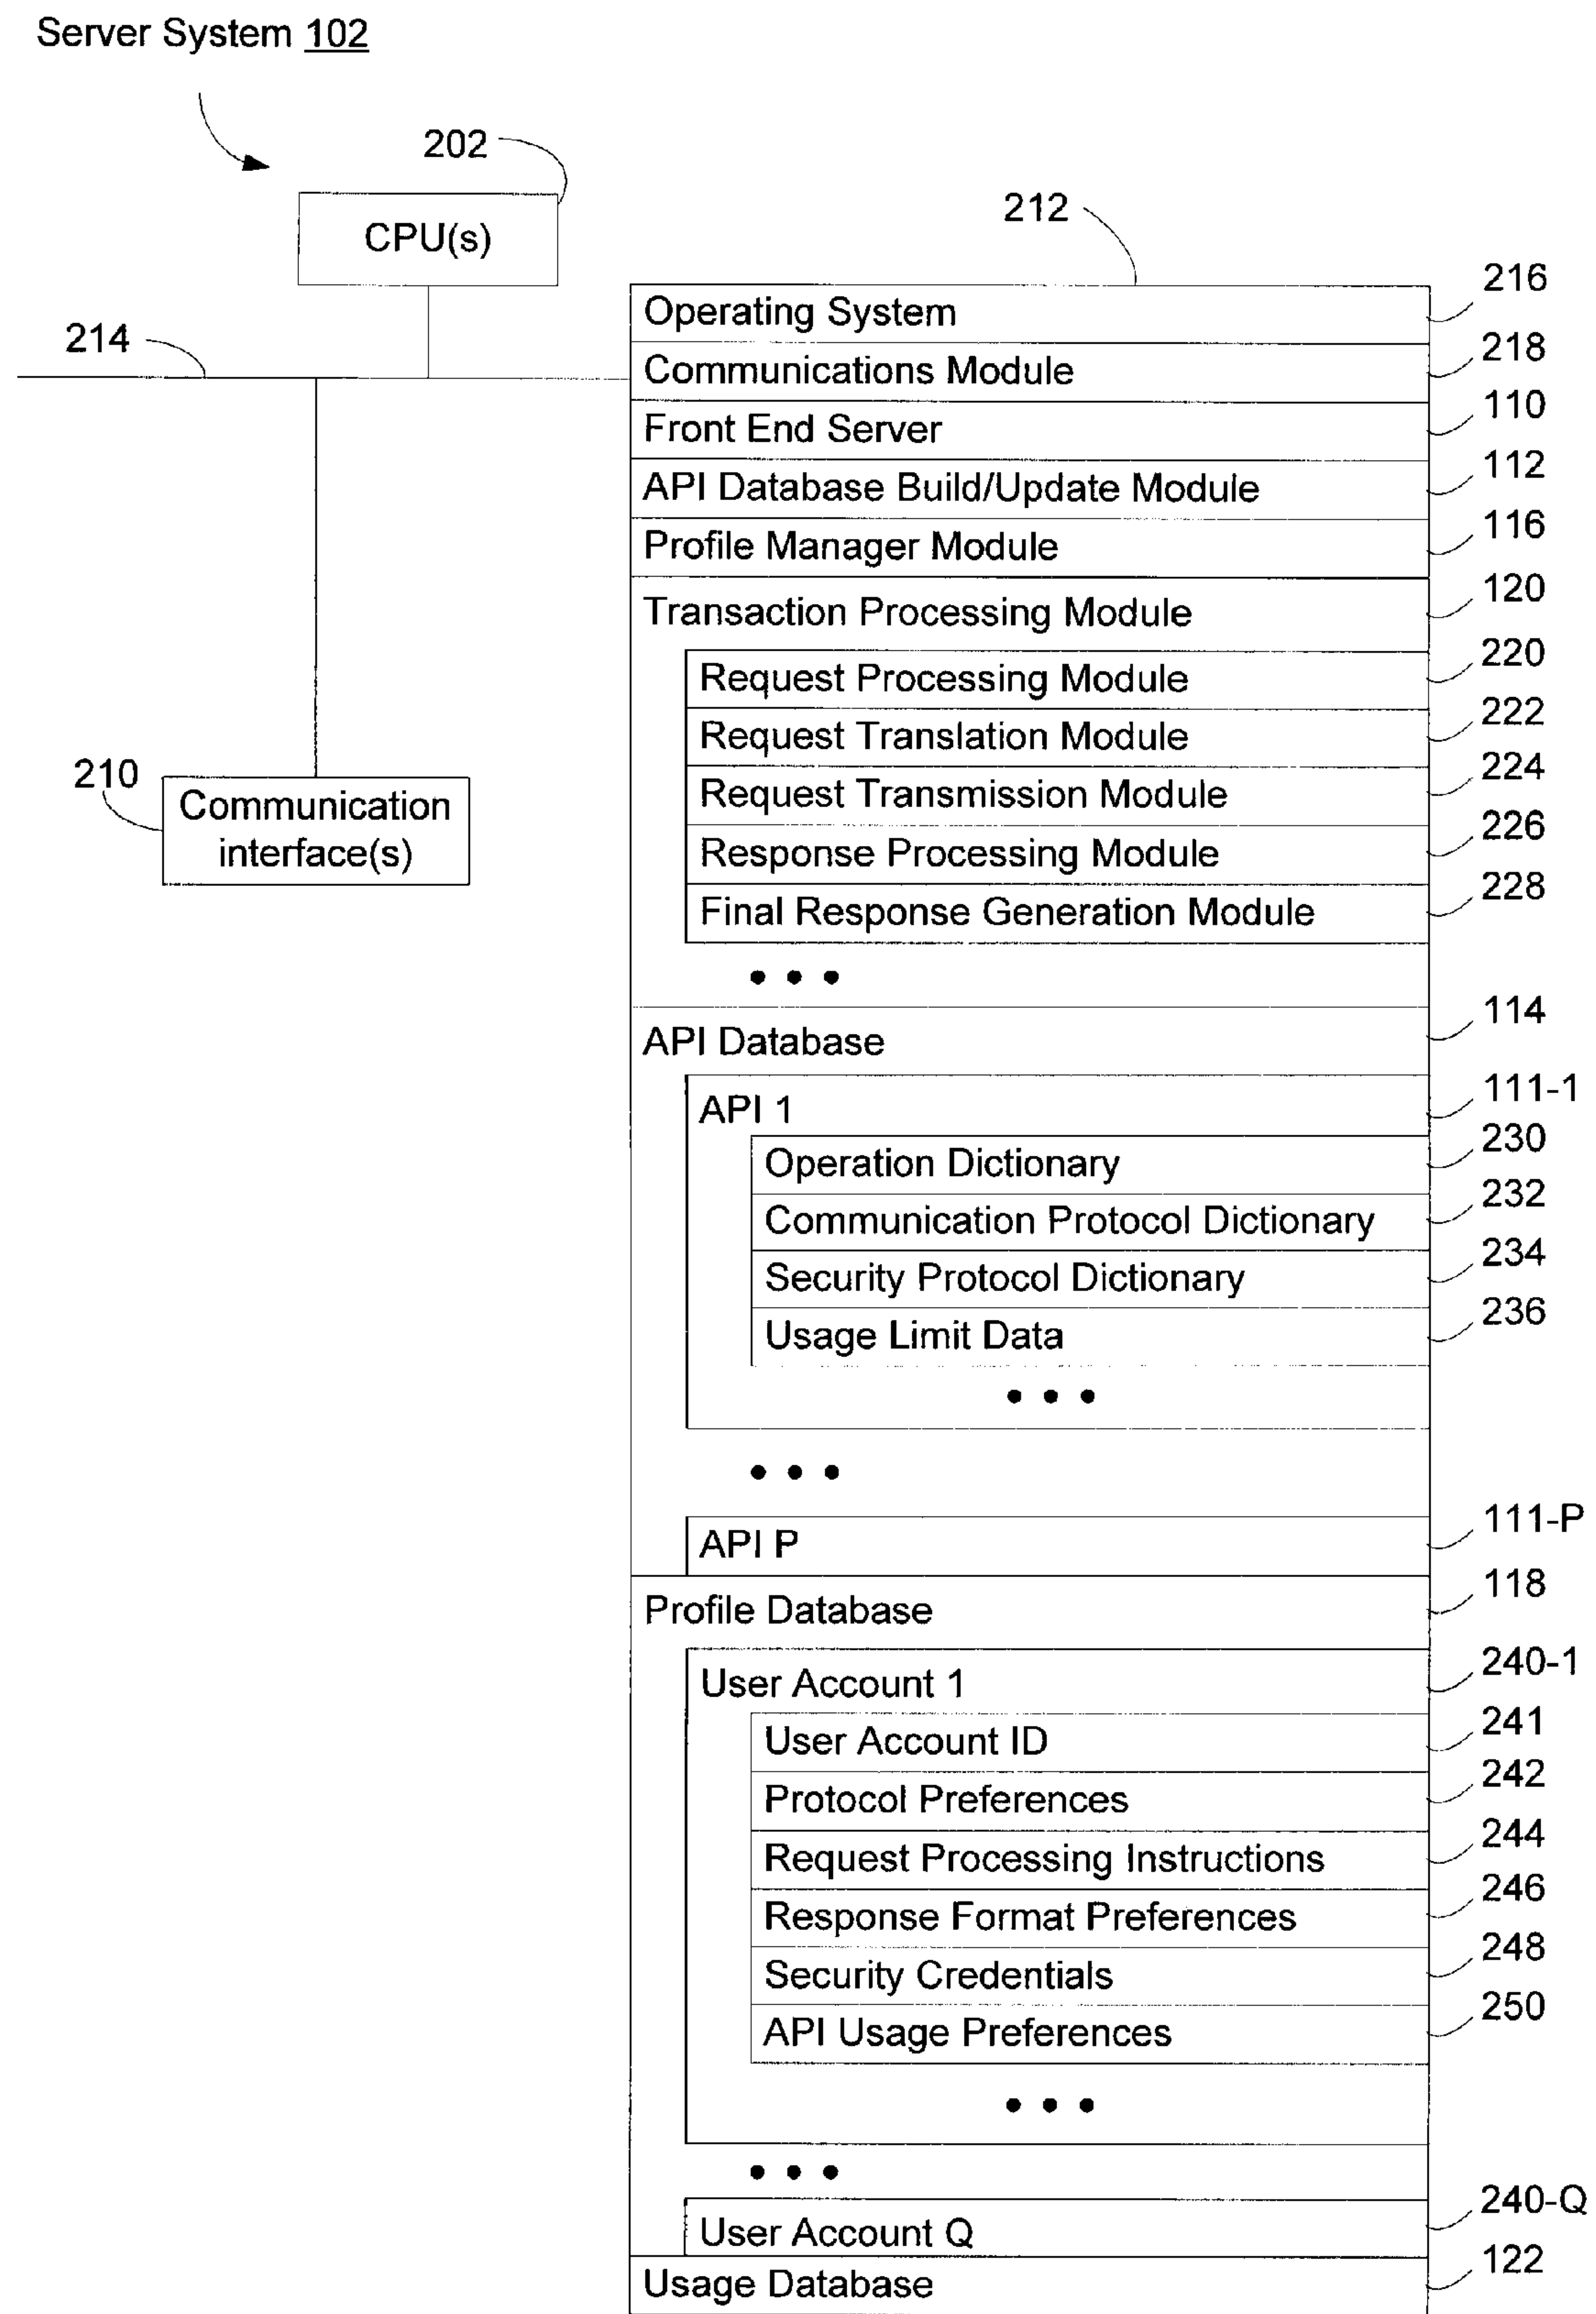 Server System 102
202
CPU(s)
212
214
210
Communication
interface(s)
Operating System 216
Communications Module 218
Front End Server 110
API Database Build/Update Module 112
Profile Manager Module 116
Transaction Processing Module 120
Request Processing Module 220
Request Translation Module 222
Request Transmission Module 224
Response Processing Module 226
Final Response Generation Module 228
• • •
API Database 114
API 1 111-1
Operation Dictionary 230
Communication Protocol Dictionary 232
Security Protocol Dictionary 234
Usage Limit Data 236
• • •
• • •
API P 111-P
Profile Database 118
User Account 1 240-1
User Account ID 241
Protocol Preferences 242
Request Processing Instructions 244
Response Format Preferences 246
Security Credentials 248
API Usage Preferences 250
• • •
• • •
User Account Q 240-Q
Usage Database 122